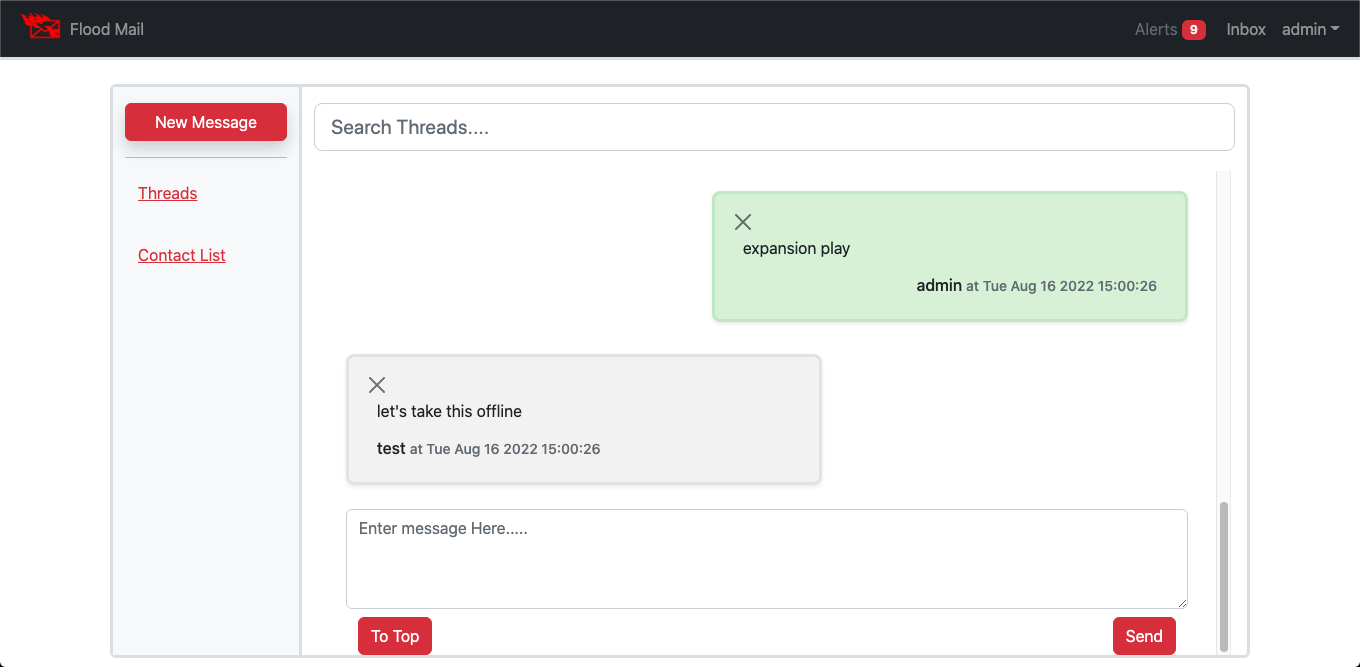 Flood Mail
Alerts 9 Inbox admin
New Message
Threads
Contact List
Search Threads....
expansion play
admin at Tue Aug 16 2022 15:00:26
let's take this offline
test at Tue Aug 16 2022 15:00:26
Enter message Here.....
To Top
Send